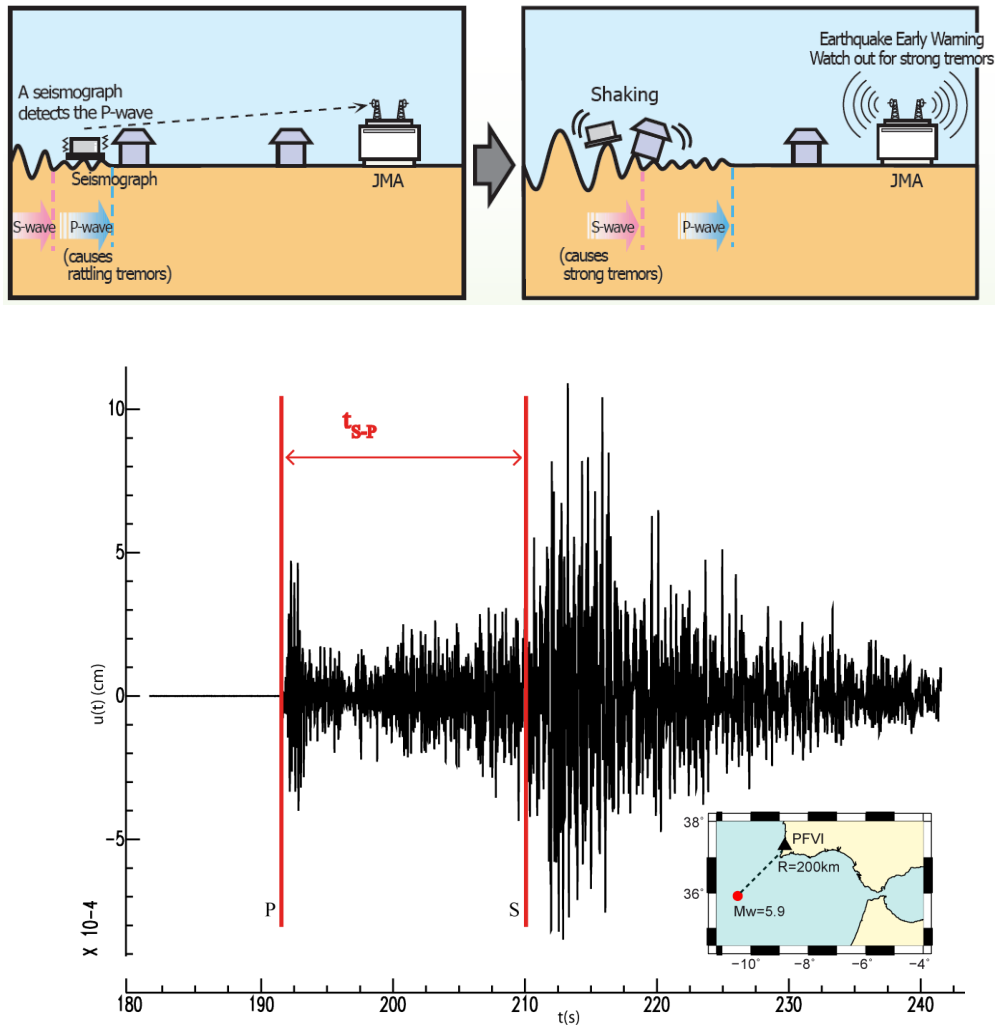 A seismograph
detects the P-wave
Seismograph
JMA
S-wave
P-wave
(causes
rattling tremors)
Earthquake Early Warning
Watch out for strong tremors
Shaking
JMA
S-wave
P-wave
(causes
strong tremors)
tS-P
10
5
0
-5
u(t) (cm)
X 10-4
P
S
38°
36°
PFVI
R=200km
Mw=5.9
-10° -8° -6° -4°
180 190 200 210 220 230 240
t(s)